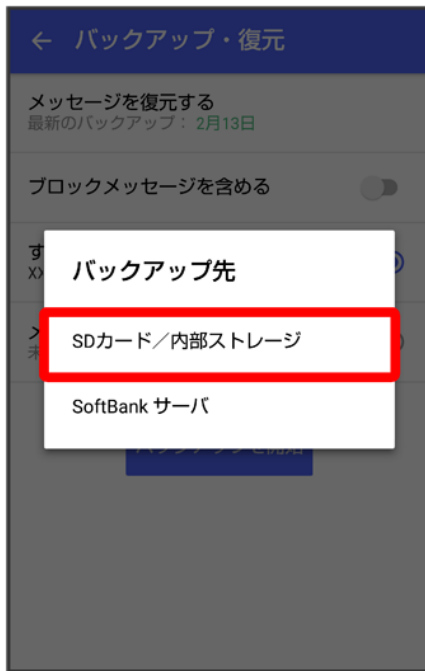 ← バックアップ・復元
メッセージを復元する
最新のバックアップ： 2月13日
ブロックメッセージを含める
す
バックアップ先
SDカード／内部ストレージ
SoftBank サーバ